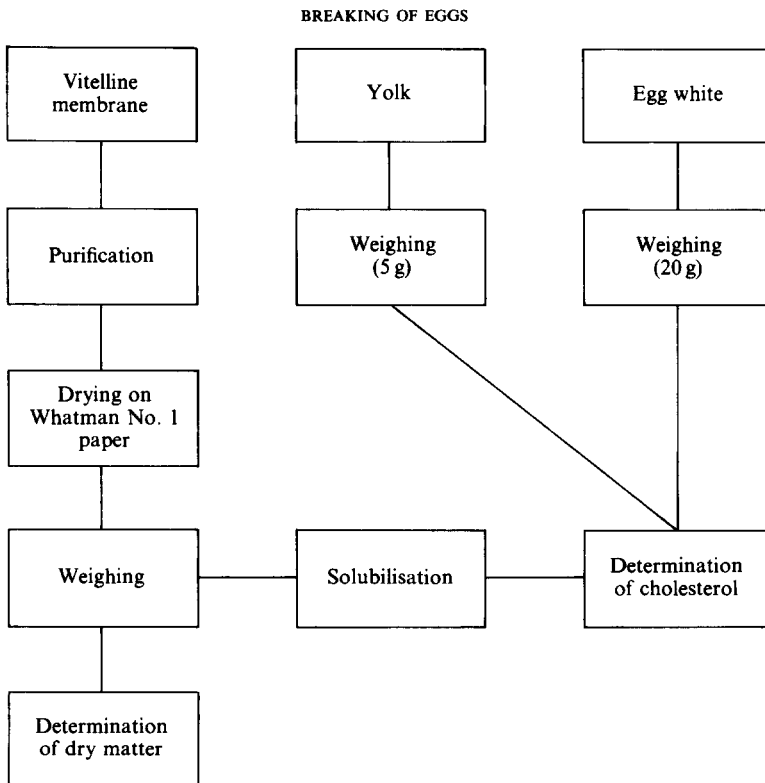 BREAKING OF EGGS
Vitelline
membrane
Yolk
Egg white
Purification
Weighing
(5 g)
Weighing
(20 g)
Drying on
Whatman No. 1
paper
Weighing
Solubilisation
Determination
of cholesterol
Determination
of dry matter